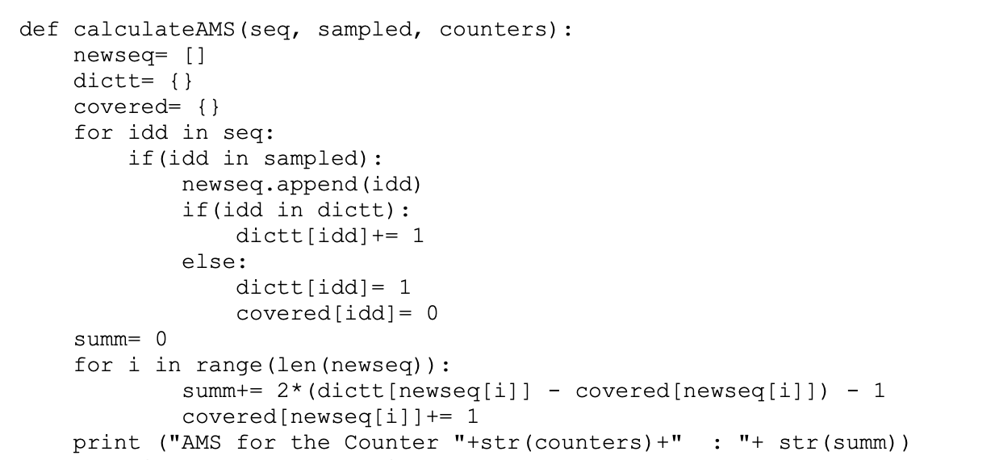 def calculateAMS(seq, sampled, counters):
    newseq= []
    dictt= {}
    covered= {}
    for idd in seq:
        if(idd in sampled):
            newseq.append(idd)
            if(idd in dictt):
                dictt[idd]+= 1
            else:
                dictt[idd]= 1
                covered[idd]= 0
    summ= 0
    for i in range(len(newseq)):
            summ+= 2*(dictt[newseq[i]] - covered[newseq[i]]) - 1
            covered[newseq[i]]+= 1
    print ("AMS for the Counter "+str(counters)+"  : "+ str(summ))